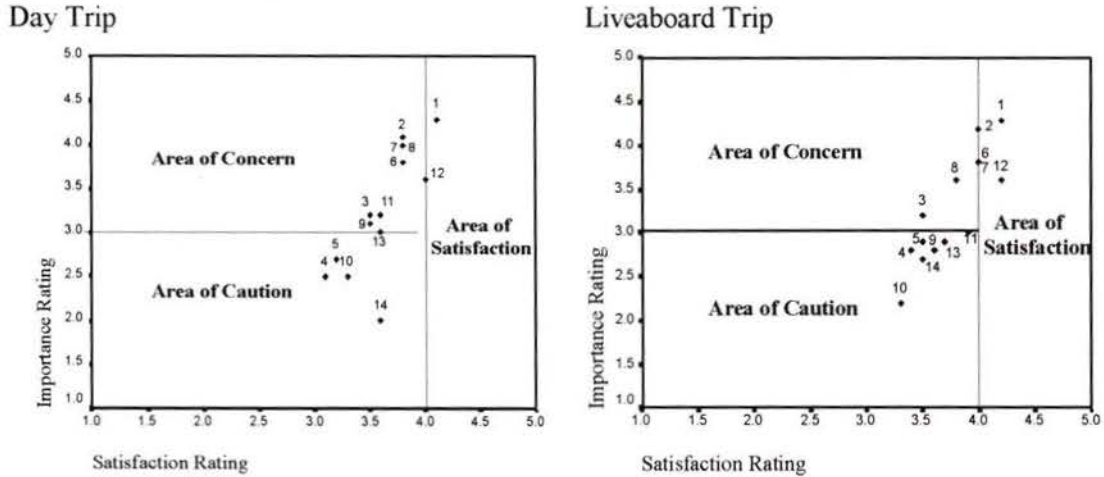 Day Trip
5.0
4.5
4.0
3.5
3.0
2.5
2.0
1.5
1.0
Importance Rating
1
2
7 8
6
12
3 11
9
13
5
4 10
14
Area of Concern
Area of Satisfaction
Area of Caution
1.0 1.5 2.0 2.5 3.0 3.5 4.0 4.5 5.0
Satisfaction Rating
Liveaboard Trip
5.0
4.5
4.0
3.5
3.0
2.5
2.0
1.5
1.0
Importance Rating
1
2
6
7
8 12
3
5 9 11
4 13
14
10
Area of Concern
Area of
Satisfaction
Area of Caution
1.0 1.5 2.0 2.5 3.0 3.5 4.0 4.5 5.0
Satisfaction Rating